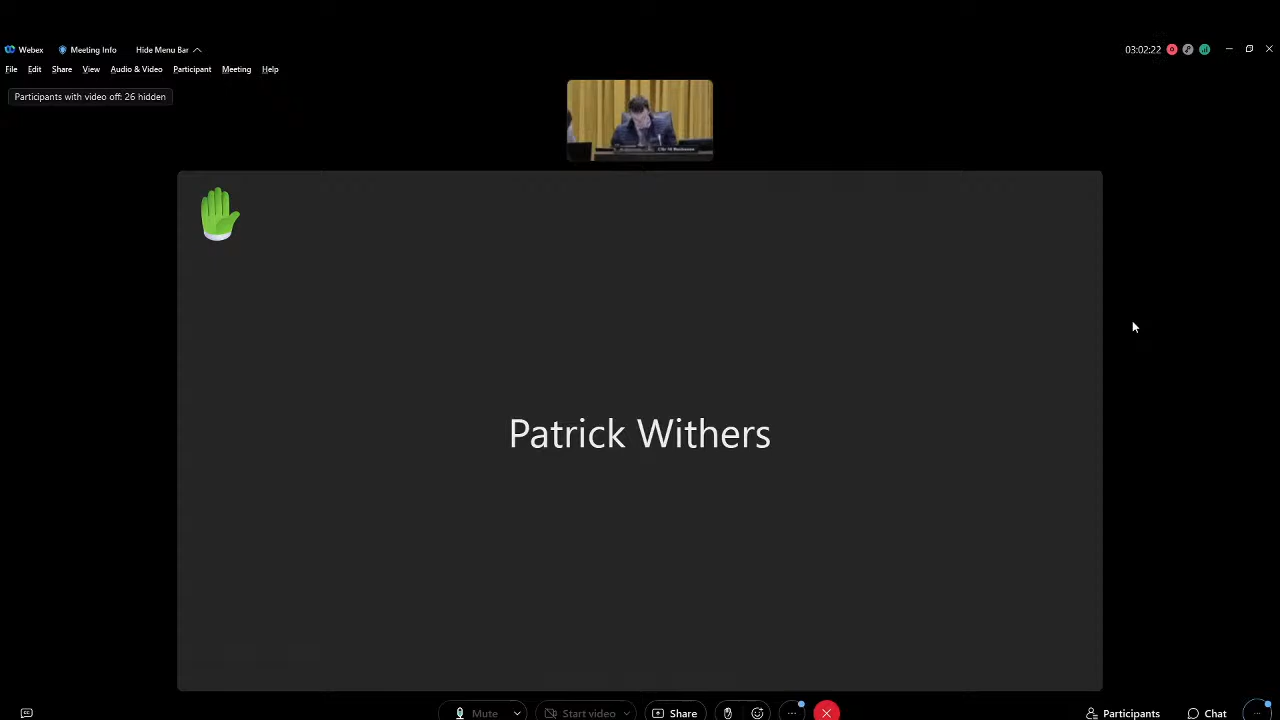 Webex Meeting Info Hide Menu Bar 03:02:22
File Edit Share View Audio & Video Participant Meeting Help
Participants with video off: 26 hidden
Patrick Withers
Mute Start video Share Participants Chat